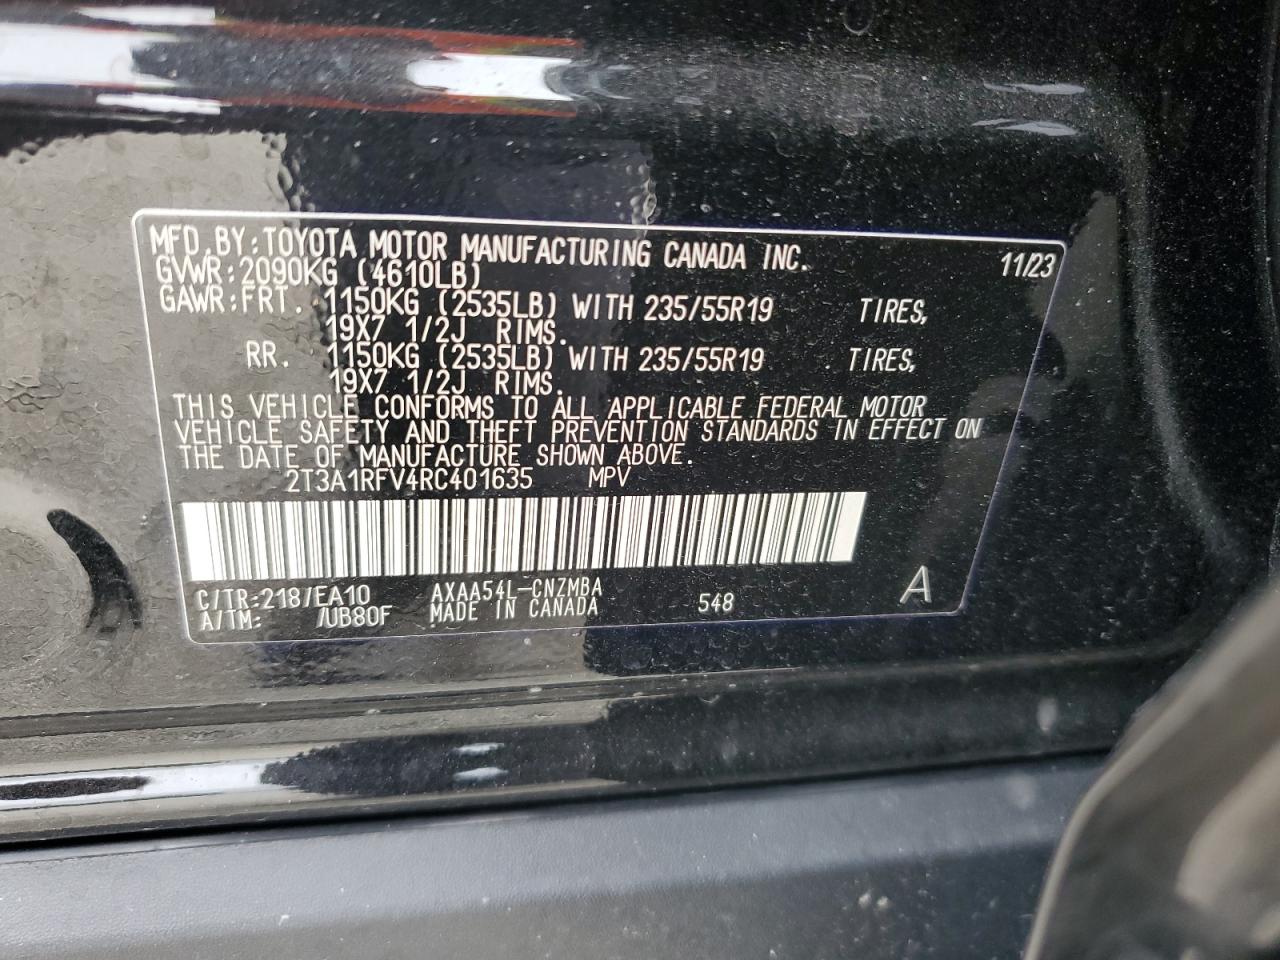 MFD.BY:TOYOTA MOTOR MANUFACTURING CANADA INC. 11/23
GVWR:2090KG (4610LB)
GAWR:FRT. 1150KG (2535LB) WITH 235/55R19 TIRES,
19X7 1/2J RIMS.
RR. 1150KG (2535LB) WITH 235/55R19 TIRES,
19X7 1/2J RIMS.
THIS VEHICLE CONFORMS TO ALL APPLICABLE FEDERAL MOTOR
VEHICLE SAFETY AND THEFT PREVENTION STANDARDS IN EFFECT ON
THE DATE OF MANUFACTURE SHOWN ABOVE.
2T3A1RFV4RC401635 MPV
C/TR:218/EA10 AXAA54L-CNZMBA
A/TM: /UB80F MADE IN CANADA 548 A